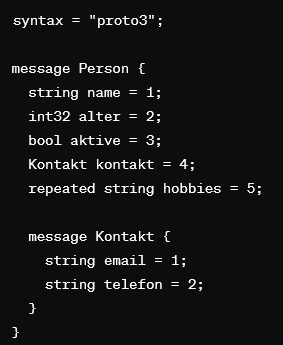 syntax = "proto3";
message Person {
string name = 1;
int32 alter = 2;
bool aktive = 3;
Kontakt kontakt = 4;
repeated string hobbies = 5;
message Kontakt {
string email = 1;
string telefon = 2;
}
}